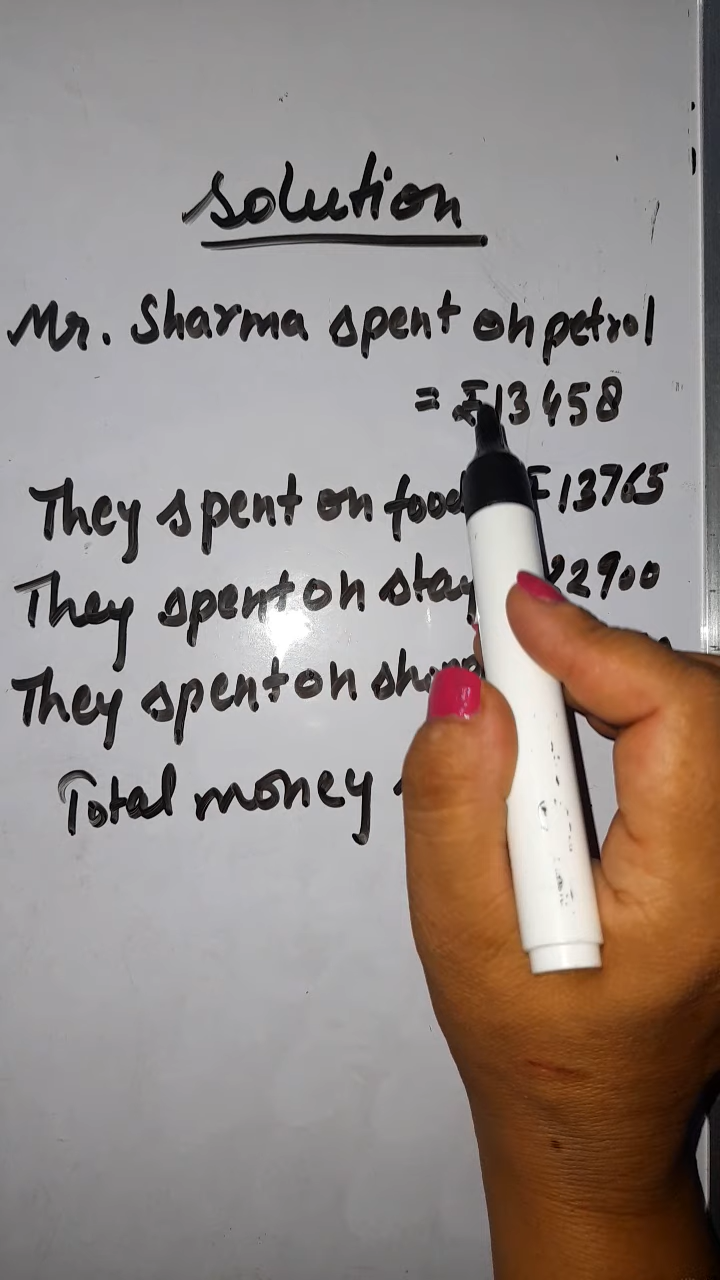 Solution
Mr. Sharma spent on petrol
= ₹13458
They spent on food ₹13765
They spent on stay 22900
They spent on
Total money